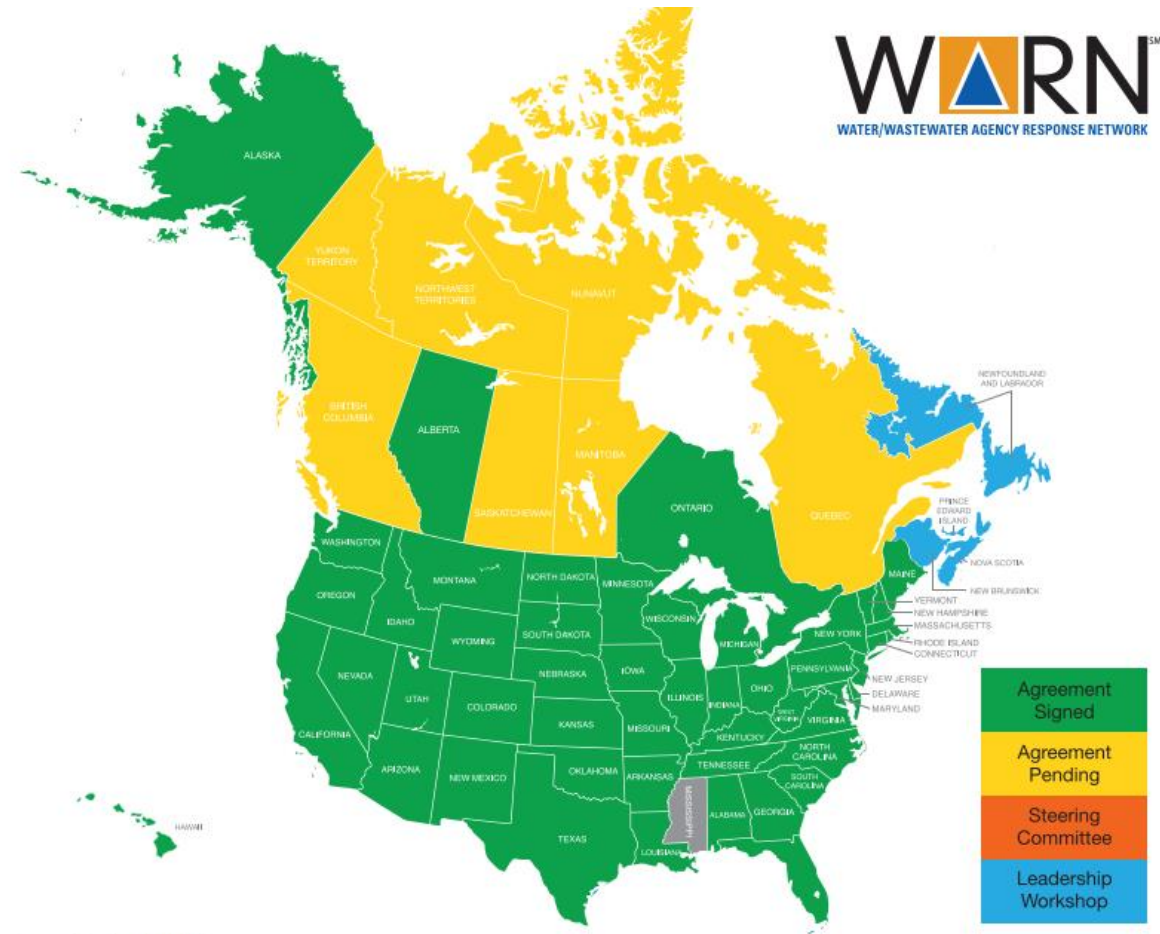 WARN
SM
WATER/WASTEWATER AGENCY RESPONSE NETWORK
ALASKA
YUKON
TERRITORY
NORTHWEST
TERRITORIES
NUNAVUT
BRITISH
COLUMBIA
ALBERTA
SASKATCHEWAN
MANITOBA
ONTARIO
QUEBEC
NEWFOUNDLAND
AND LABRADOR
PRINCE
EDWARD
ISLAND
NOVA SCOTIA
NEW BRUNSWICK
WASHINGTON
OREGON
IDAHO
MONTANA
NORTH DAKOTA
MINNESOTA
WISCONSIN
MICHIGAN
MAINE
VERMONT
NEW HAMPSHIRE
MASSACHUSETTS
RHODE ISLAND
CONNECTICUT
NEW YORK
WYOMING
SOUTH DAKOTA
NEBRASKA
IOWA
ILLINOIS
INDIANA
OHIO
PENNSYLVANIA
NEW JERSEY
DELAWARE
MARYLAND
NEVADA
UTAH
COLORADO
KANSAS
MISSOURI
KENTUCKY
WEST
VIRGINIA
VIRGINIA
CALIFORNIA
ARIZONA
NEW MEXICO
OKLAHOMA
ARKANSAS
TENNESSEE
NORTH
CAROLINA
SOUTH
CAROLINA
MISSISSIPPI
ALABAMA
GEORGIA
TEXAS
LOUISIANA
HAWAII
Agreement
Signed
Agreement
Pending
Steering
Committee
Leadership
Workshop